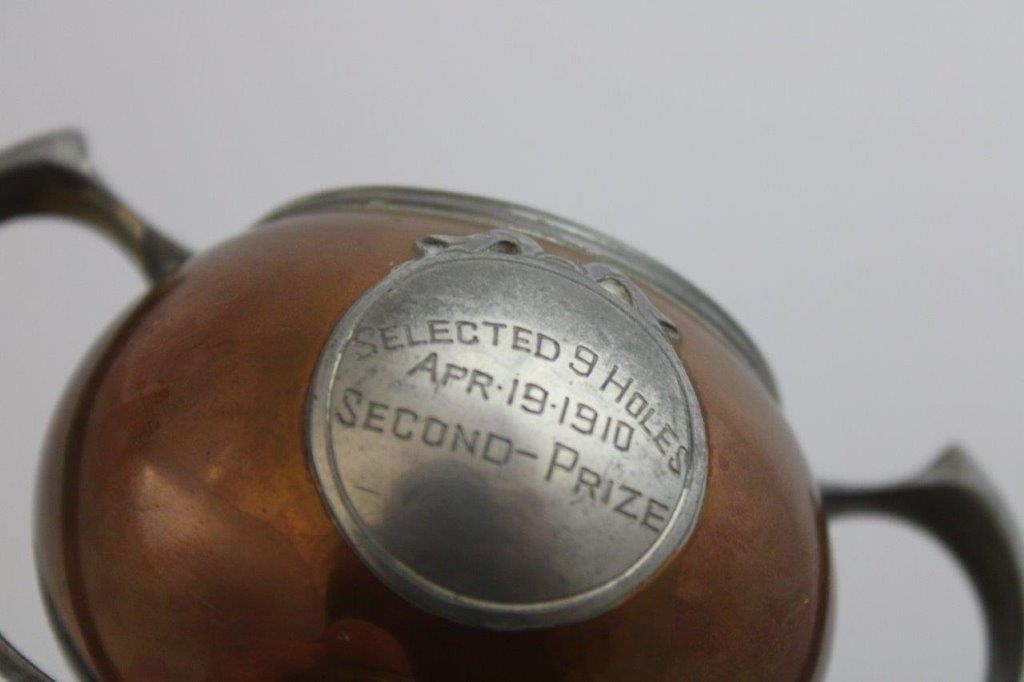 SELECTED 9 HOLES
APR·19·1910
SECOND-PRIZE